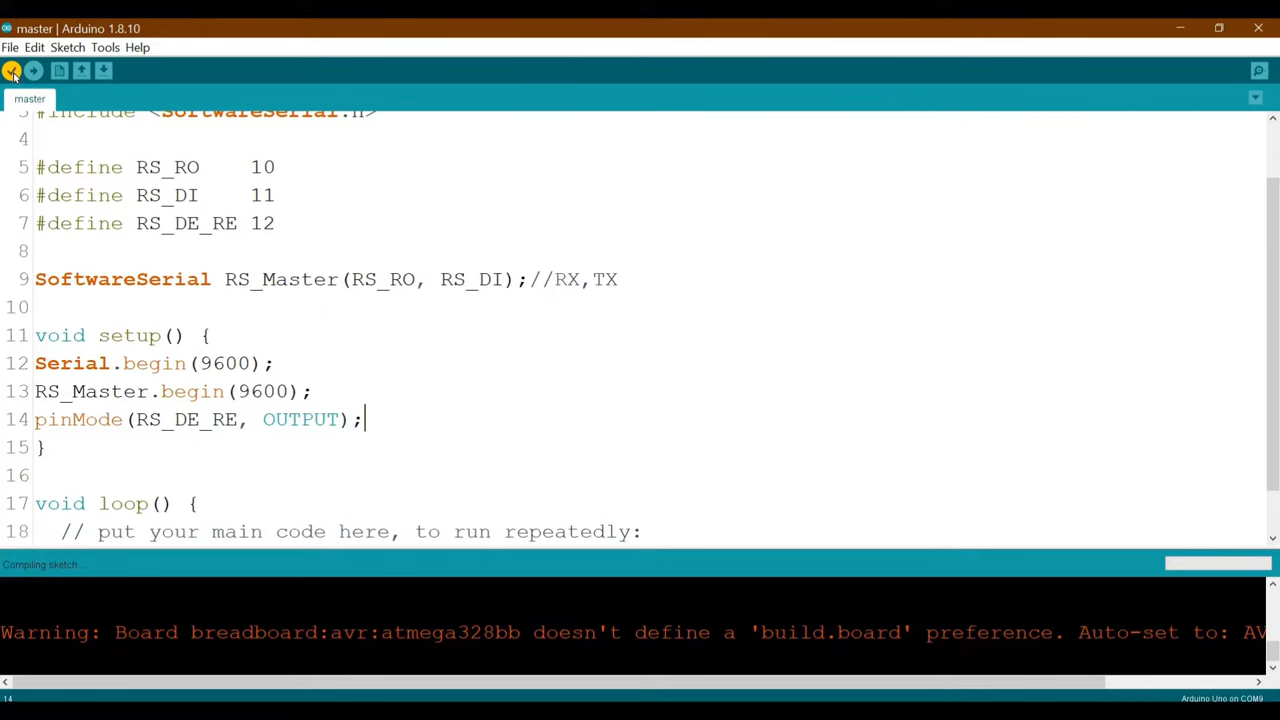 master | Arduino 1.8.10
File Edit Sketch Tools Help
master
3 #include <SoftwareSerial.h>
4
5 #define RS_RO    10
6 #define RS_DI    11
7 #define RS_DE_RE 12
8
9 SoftwareSerial RS_Master(RS_RO, RS_DI);//RX,TX
10
11 void setup() {
12 Serial.begin(9600);
13 RS_Master.begin(9600);
14 pinMode(RS_DE_RE, OUTPUT);
15 }
16
17 void loop() {
18   // put your main code here, to run repeatedly:
Compiling sketch...
Warning: Board breadboard:avr:atmega328bb doesn't define a 'build.board' preference. Auto-set to: AV
14
Arduino Uno on COM9